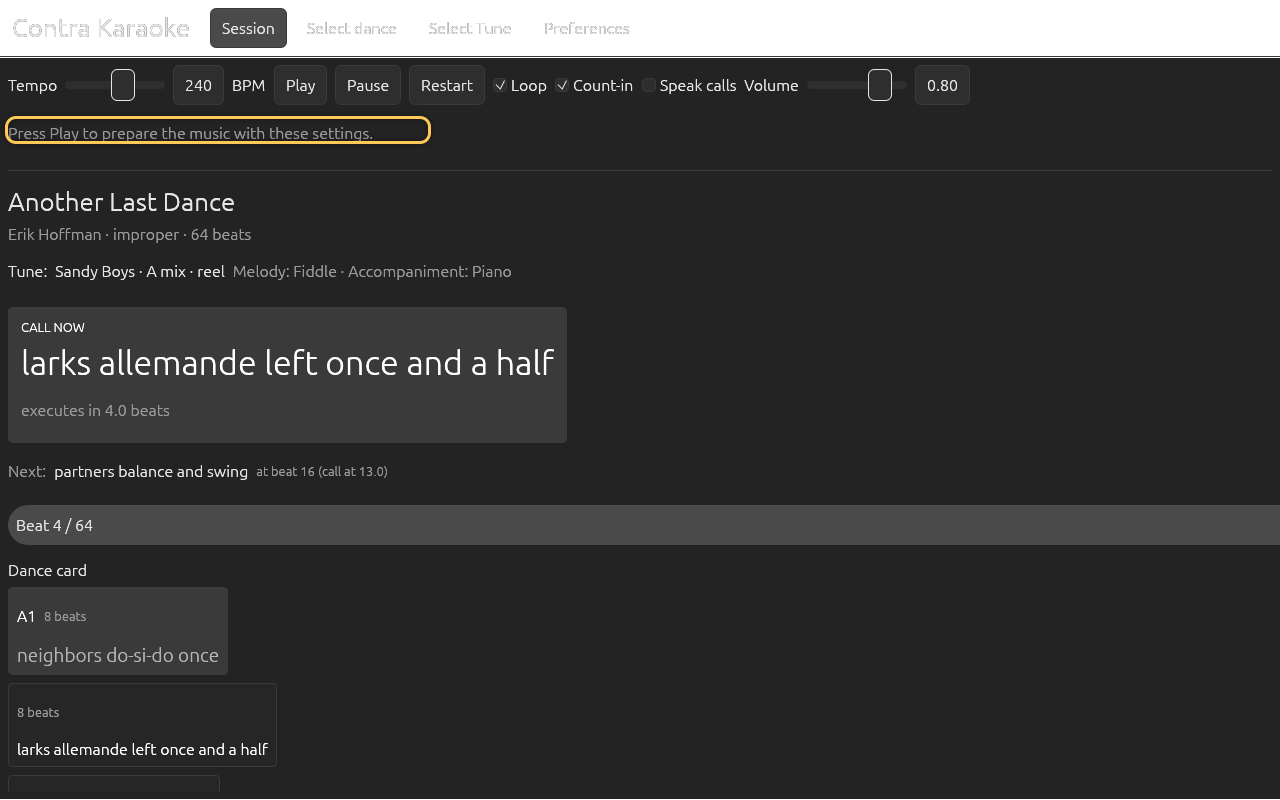 Contra Karaoke Session Select dance Select Tune Preferences
Tempo 240 BPM Play Pause Restart Loop Count-in Speak calls Volume 0.80
Press Play to prepare the music with these settings.
Another Last Dance
Erik Hoffman · improper · 64 beats
Tune: Sandy Boys · A mix · reel Melody: Fiddle · Accompaniment: Piano
CALL NOW
larks allemande left once and a half
executes in 4.0 beats
Next: partners balance and swing at beat 16 (call at 13.0)
Beat 4 / 64
Dance card
A1 8 beats
neighbors do-si-do once
8 beats
larks allemande left once and a half